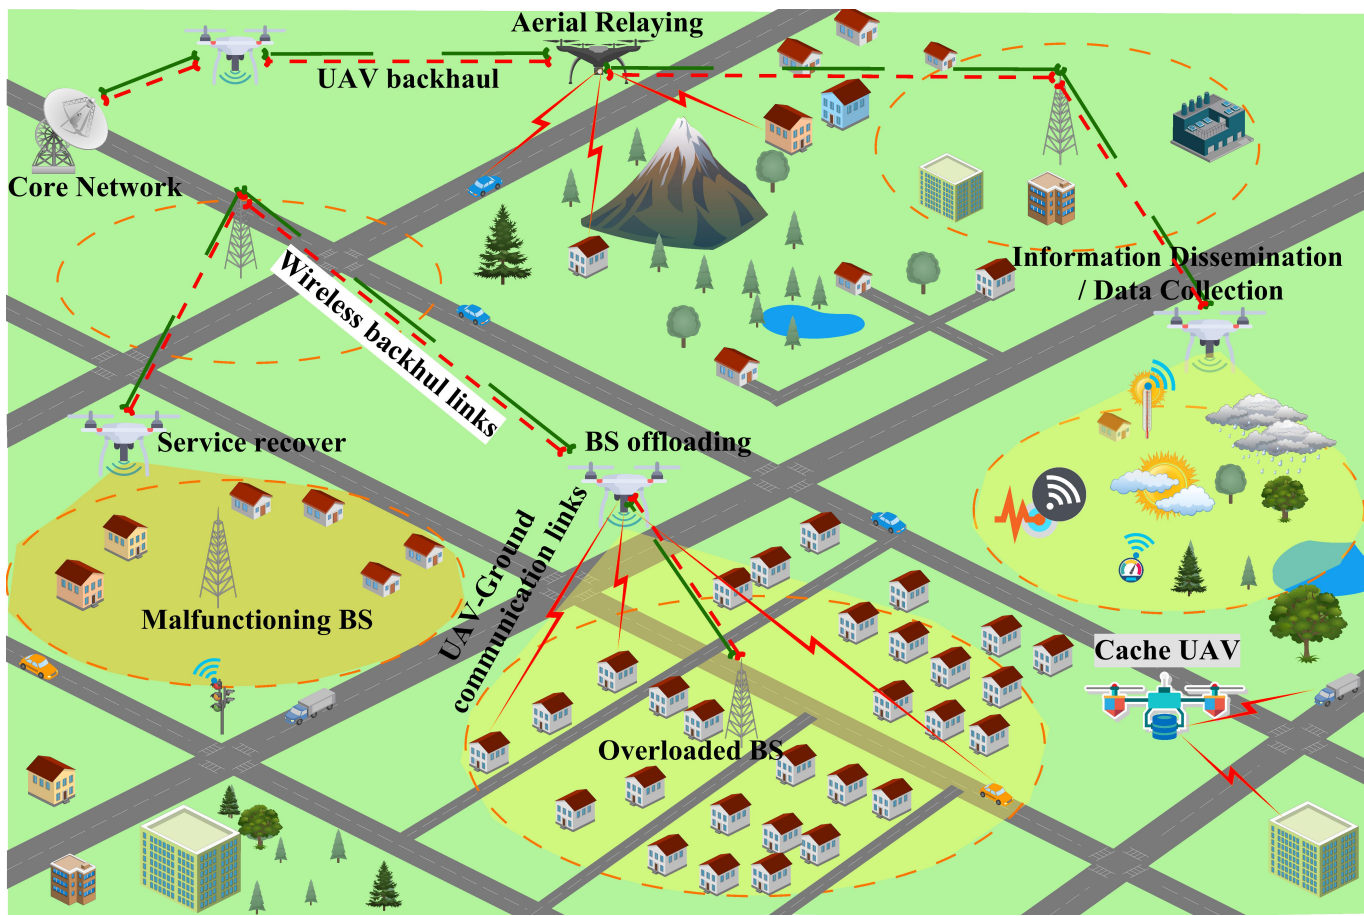 Aerial Relaying
UAV backhaul
Core Network
Information Dissemination
/ Data Collection
Wireless backhul links
Service recover
BS offloading
UAV-Ground
communication links
Malfunctioning BS
Cache UAV
Overloaded BS